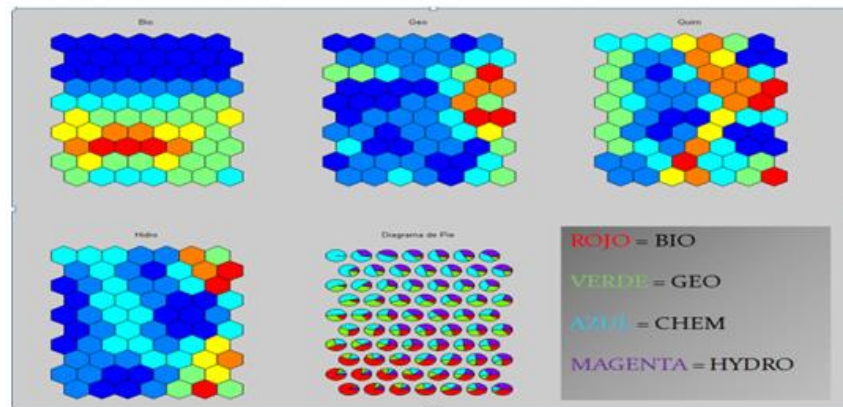 Bio
Geo
Quim
Hidro
Diagrama de Pie
ROJO = BIO
VERDE = GEO
AZUL = CHEM
MAGENTA = HYDRO